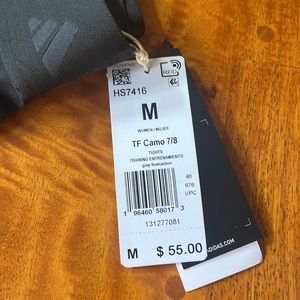 RFID
HS7416
M
WOMEN / MUJER
TF Camo 7/8
TIGHTS
TRAINING ENTRENAMIENTO
40
676
UPC
1 96460 58017 3
131277081
M $ 55.00
ADIDAS.COM